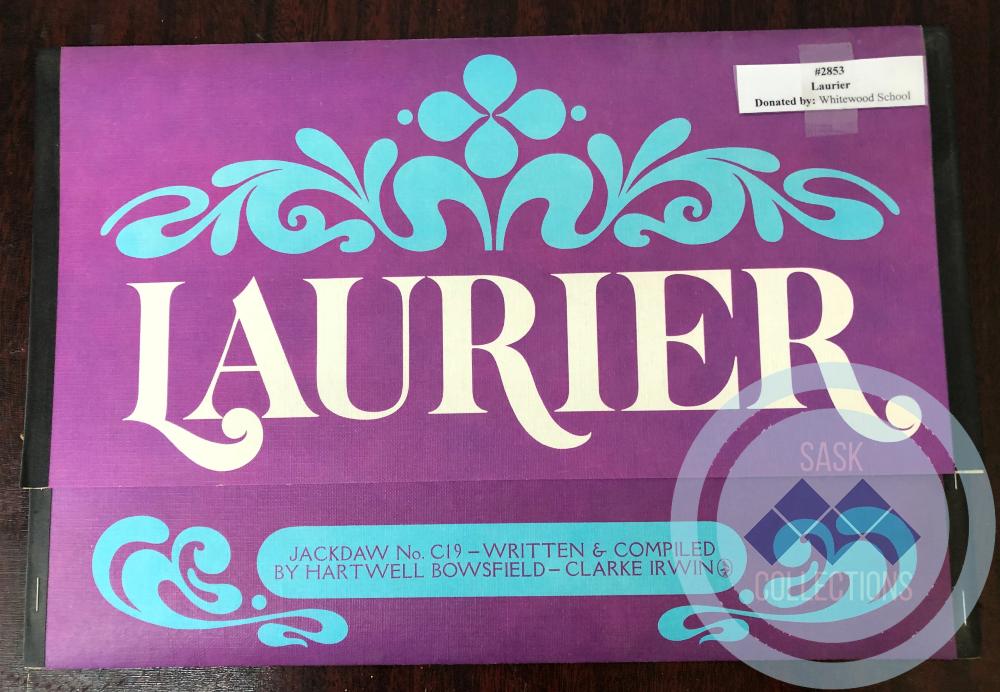 #2853
Laurier
Donated by: Whitewood School
LAURIER
JACKDAW No. C19 – WRITTEN & COMPILED
BY HARTWELL BOWSFIELD – CLARKE IRWIN
SASK
COLLECTIONS